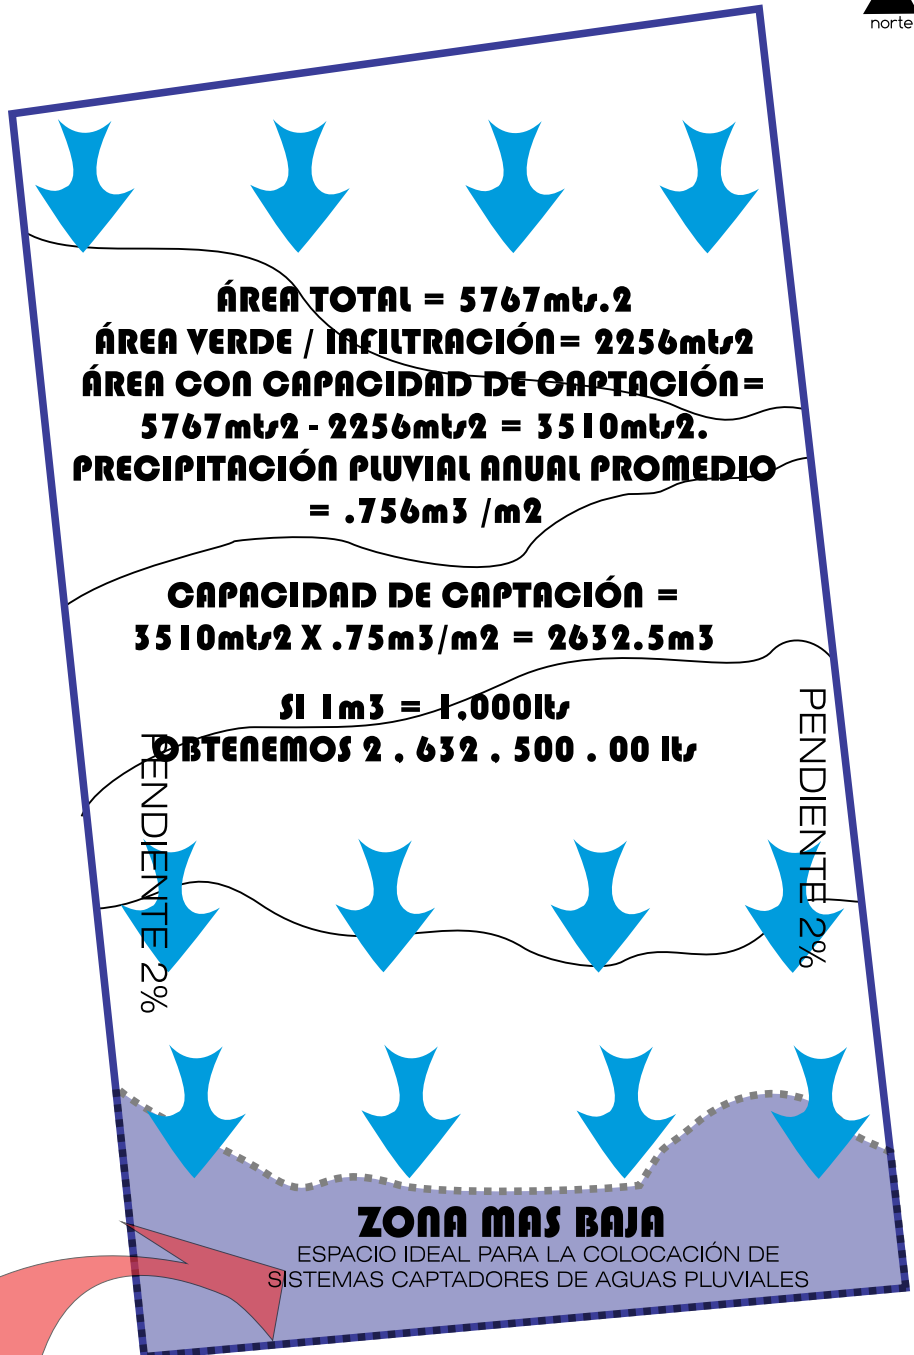 norte
ÁREA TOTAL = 5767mts.2
ÁREA VERDE / INFILTRACIÓN= 2256mts2
ÁREA CON CAPACIDAD DE CAPTACIÓN=
5767mts2 - 2256mts2 = 3510mts2.
PRECIPITACIÓN PLUVIAL ANUAL PROMEDIO
= .756m3 /m2
CAPACIDAD DE CAPTACIÓN =
3510mts2 X .75m3/m2 = 2632.5m3
SI 1m3 = 1,000lts
OBTENEMOS 2 , 632 , 500 . 00 lts
PENDIENTE 2%
PENDIENTE 2%
ZONA MAS BAJA
ESPACIO IDEAL PARA LA COLOCACIÓN DE
SISTEMAS CAPTADORES DE AGUAS PLUVIALES